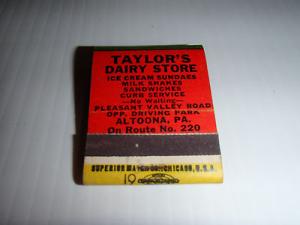 TAYLOR'S
DAIRY STORE
ICE CREAM SUNDAES
MILK SHAKES
SANDWICHES
CURB SERVICE
—No Waiting—
PLEASANT VALLEY ROAD
OPP. DRIVING PARK
ALTOONA, PA.
On Route No. 220
SUPERIOR MATCH CO., CHICAGO, U.S.A.